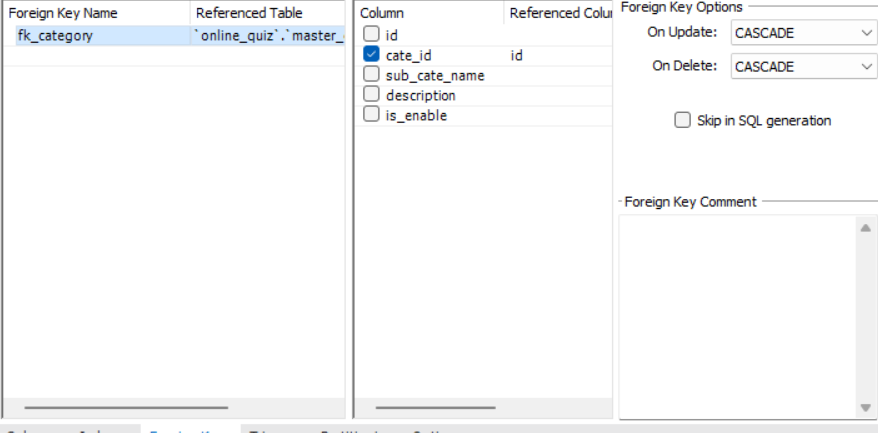 Foreign Key Name Referenced Table
fk_category `online_quiz`.`master_
Column Referenced Colu
id
cate_id id
sub_cate_name
description
is_enable
Foreign Key Options
On Update: CASCADE
On Delete: CASCADE
Skip in SQL generation
Foreign Key Comment